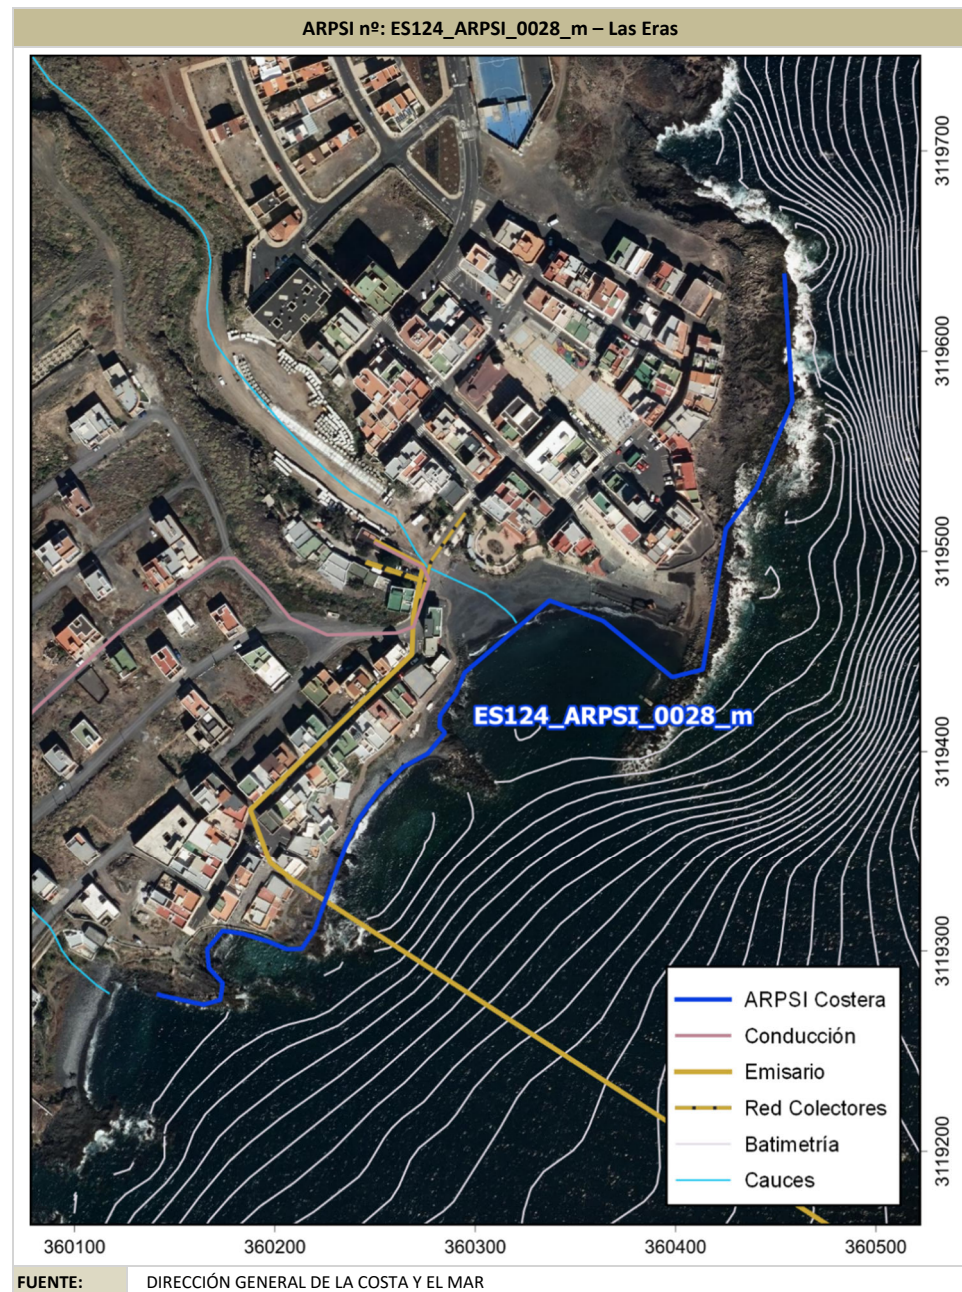 ARPSI nº: ES124_ARPSI_0028_m – Las Eras
3119700
3119600
3119500
3119400
3119300
3119200
ES124_ARPSI_0028_m
ARPSI Costera
Conducción
Emisario
Red Colectores
Batimetría
Cauces
360100 360200 360300 360400 360500
FUENTE: DIRECCIÓN GENERAL DE LA COSTA Y EL MAR